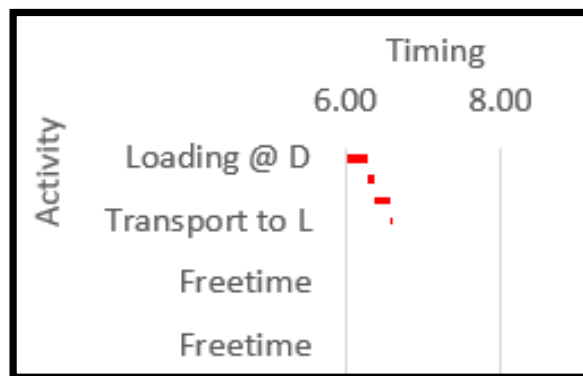 Timing
6.00 8.00
Activity
Loading @ D
Transport to L
Freetime
Freetime